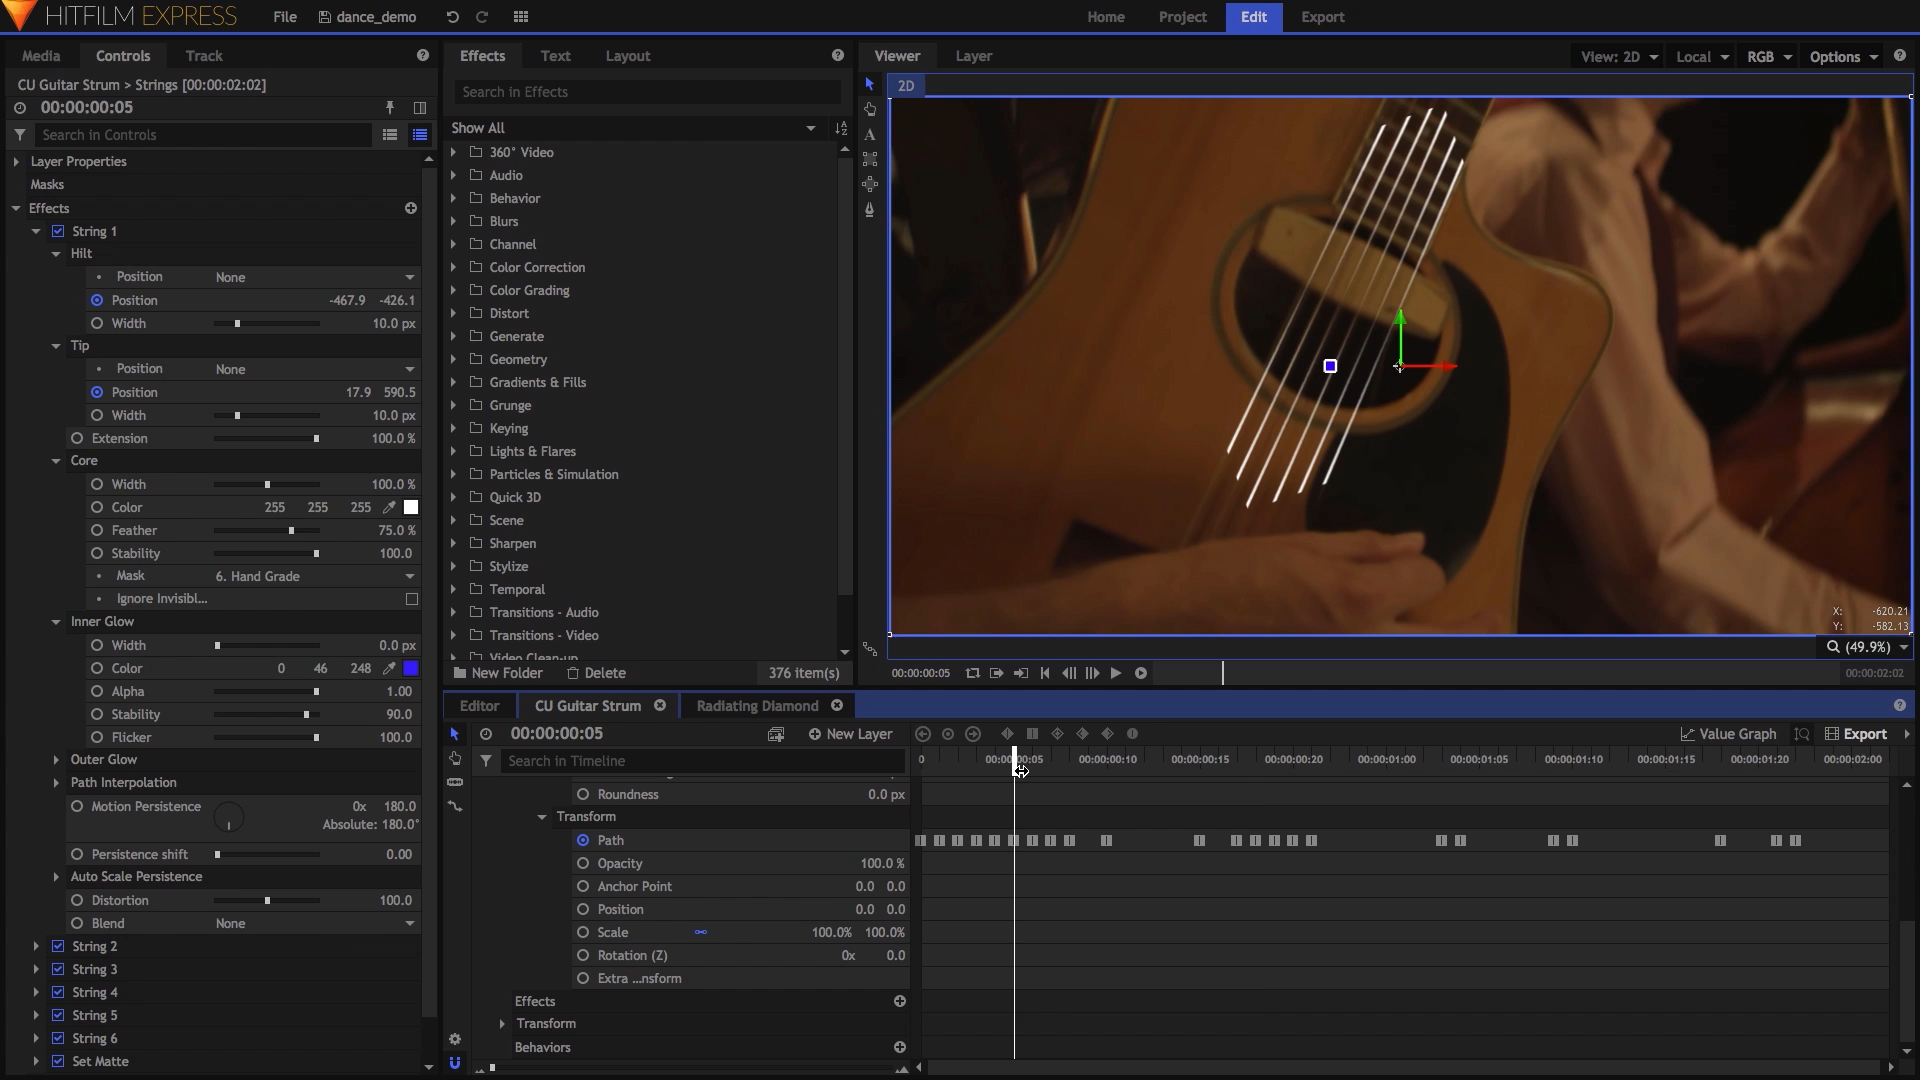 HITFILM EXPRESS
File
dance_demo
Home
Project
Edit
Export
Media
Controls
Track
CU Guitar Strum > Strings [00:00:02:02]
00:00:00:05
Search in Controls
Layer Properties
Masks
Effects
String 1
Hilt
Position None
Position -467.9 -426.1
Width 10.0 px
Tip
Position None
Position 17.9 590.5
Width 10.0 px
Extension 100.0 %
Core
Width 100.0 %
Color 255 255 255
Feather 75.0 %
Stability 100.0
Mask 6. Hand Grade
Ignore Invisibl...
Inner Glow
Width 0.0 px
Color 0 46 248
Alpha 1.00
Stability 90.0
Flicker 100.0
Outer Glow
Path Interpolation
Motion Persistence 0x 180.0
Absolute: 180.0°
Persistence shift 0.00
Auto Scale Persistence
Distortion 100.0
Blend None
String 2
String 3
String 4
String 5
String 6
Set Matte
Effects
Text
Layout
Search in Effects
Show All
360° Video
Audio
Behavior
Blurs
Channel
Color Correction
Color Grading
Distort
Generate
Geometry
Gradients & Fills
Grunge
Keying
Lights & Flares
Particles & Simulation
Quick 3D
Scene
Sharpen
Stylize
Temporal
Transitions - Audio
Transitions - Video
Video Clean-up
New Folder
Delete
376 item(s)
Viewer
Layer
View: 2D
Local
RGB
Options
2D
A
X: -620.21
Y: -582.13
(49.9%)
00:00:00:05
00:00:02:02
Editor
CU Guitar Strum
Radiating Diamond
00:00:00:05
New Layer
Value Graph
Export
Search in Timeline
0
00:00:00:05
00:00:00:10
00:00:00:15
00:00:00:20
00:00:01:00
00:00:01:05
00:00:01:10
00:00:01:15
00:00:01:20
00:00:02:00
Roundness 0.0 px
Transform
Path
Opacity 100.0 %
Anchor Point 0.0 0.0
Position 0.0 0.0
Scale 100.0% 100.0%
Rotation (Z) 0x 0.0
Extra ...nsform
Effects
Transform
Behaviors